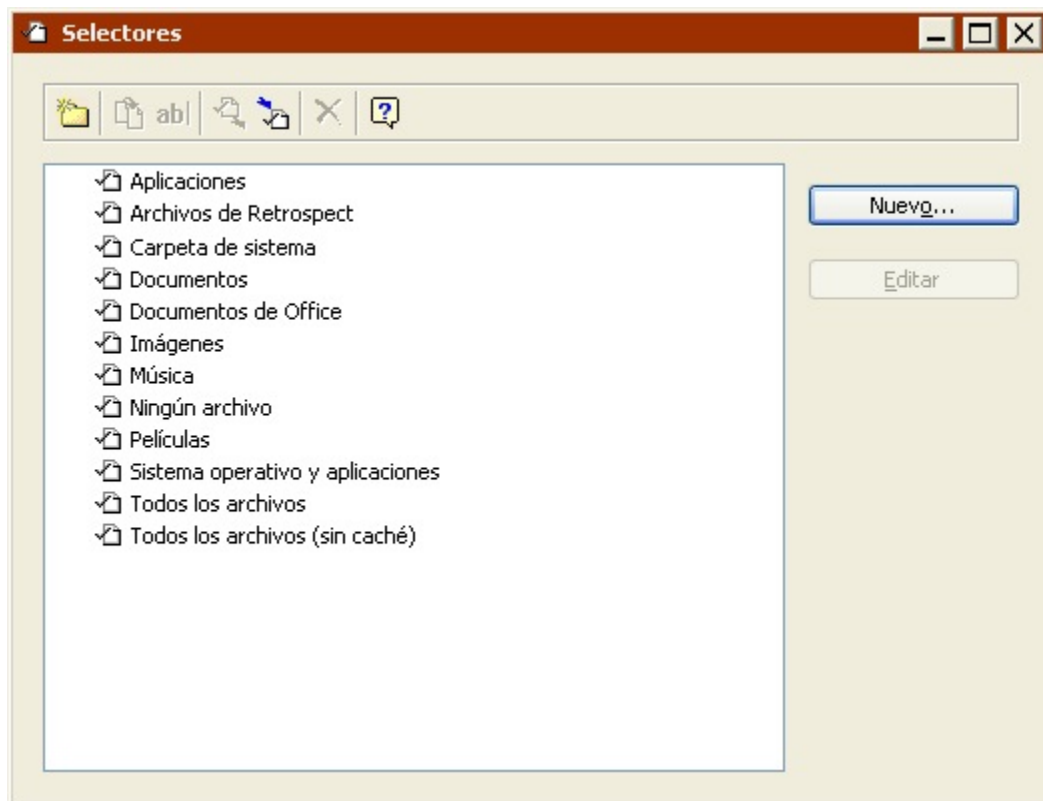 Selectores
ab|
Aplicaciones
Archivos de Retrospect
Carpeta de sistema
Documentos
Documentos de Office
Imágenes
Música
Ningún archivo
Películas
Sistema operativo y aplicaciones
Todos los archivos
Todos los archivos (sin caché)
Nuevo...
Editar